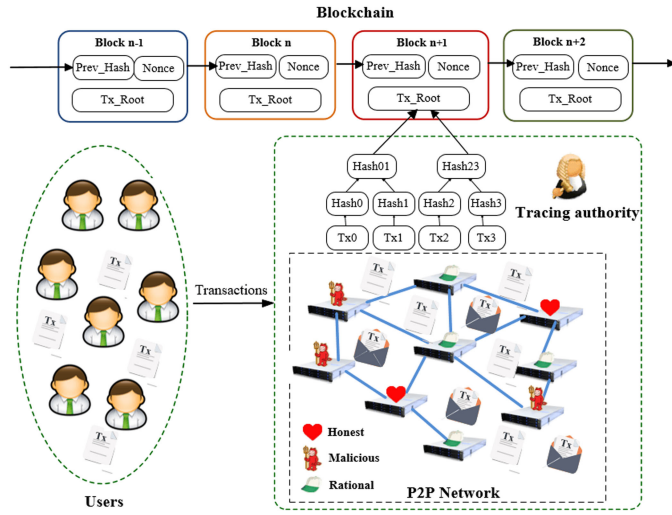 Blockchain
Block n-1
Block n
Block n+1
Block n+2
Prev_Hash
Nonce
Prev_Hash
Nonce
Prev_Hash
Nonce
Prev_Hash
Nonce
Tx_Root
Tx_Root
Tx_Root
Tx_Root
Hash01
Hash23
Hash0
Hash1
Hash2
Hash3
Tracing authority
Tx0
Tx1
Tx2
Tx3
Tx
Tx
Tx
Tx
Transactions
Tx
Tx
Tx
Tx
Tx
Tx
Tx
Tx
Tx
Tx
Tx
Honest
Malicious
Rational
Users
P2P Network